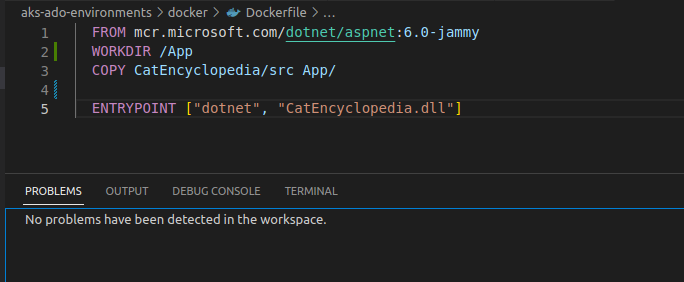 aks-ado-environments > docker > Dockerfile > ...
1 FROM mcr.microsoft.com/dotnet/aspnet:6.0-jammy
2 WORKDIR /App
3 COPY CatEncyclopedia/src App/
4
5 ENTRYPOINT ["dotnet", "CatEncyclopedia.dll"]
PROBLEMS OUTPUT DEBUG CONSOLE TERMINAL
No problems have been detected in the workspace.